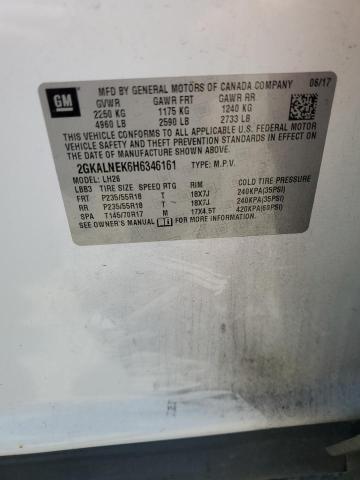 GM
MFD BY GENERAL MOTORS OF CANADA COMPANY 06/17
GVWR GAWR FRT GAWR RR
2250 KG 1175 KG 1240 KG
4960 LB 2590 LB 2733 LB
THIS VEHICLE CONFORMS TO ALL APPLICABLE U.S. FEDERAL MOTOR
VEHICLE SAFETY AND THEFT PREVENTION STANDARDS IN EFFECT ON
THE DATE OF MANUFACTURE SHOWN ABOVE.
2GKALNEK6H6346161 TYPE: M.P.V.
MODEL: LH26
LBB3 TIRE SIZE SPEED RTG RIM COLD TIRE PRESSURE
FRT P235/55R18 T 18X7J 240KPA(35PSI)
RR P235/55R18 T 18X7J 240KPA(35PSI)
SPA T145/70R17 M 17X4.5T 420KPA(60PSI)
SEE OWNER'S MANUAL FOR ADDITIONAL INFORMATION.